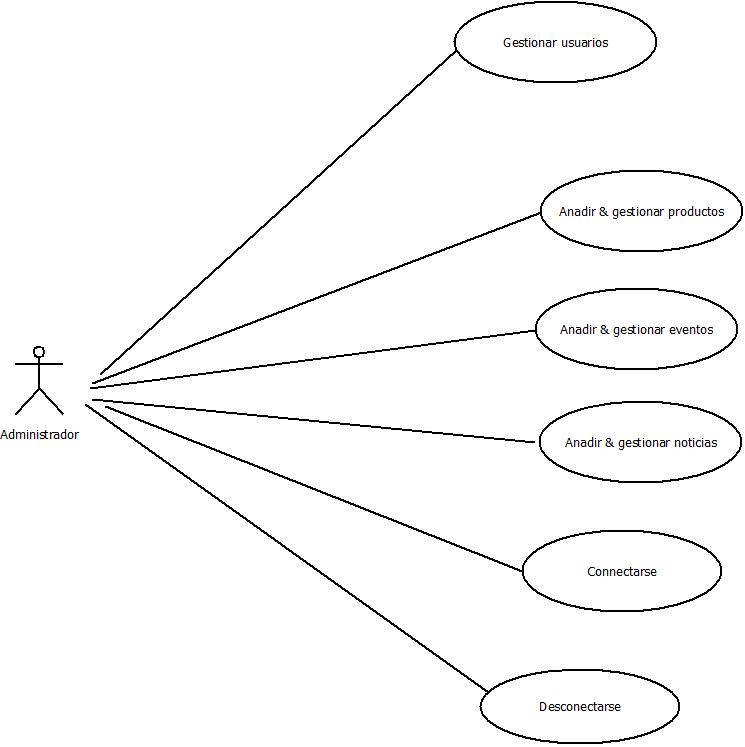 Gestionar usuarios
Anadir & gestionar productos
Anadir & gestionar eventos
Administrador
Anadir & gestionar noticias
Connectarse
Desconectarse